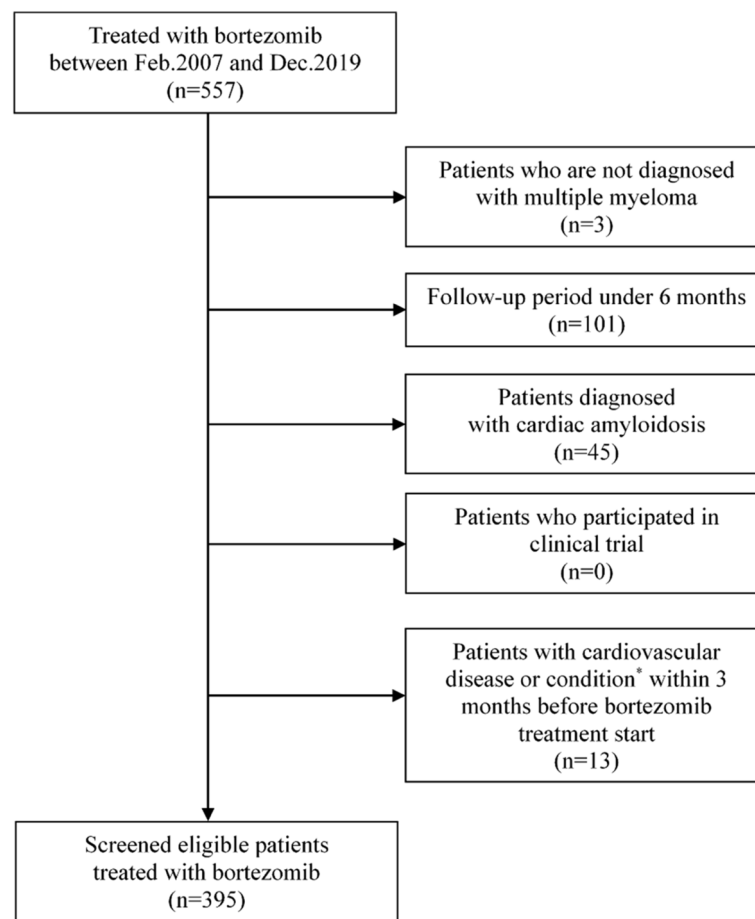 Treated with bortezomib
between Feb.2007 and Dec.2019
(n=557)
Patients who are not diagnosed
with multiple myeloma
(n=3)
Follow-up period under 6 months
(n=101)
Patients diagnosed
with cardiac amyloidosis
(n=45)
Patients who participated in
clinical trial
(n=0)
Patients with cardiovascular
disease or condition* within 3
months before bortezomib
treatment start
(n=13)
Screened eligible patients
treated with bortezomib
(n=395)